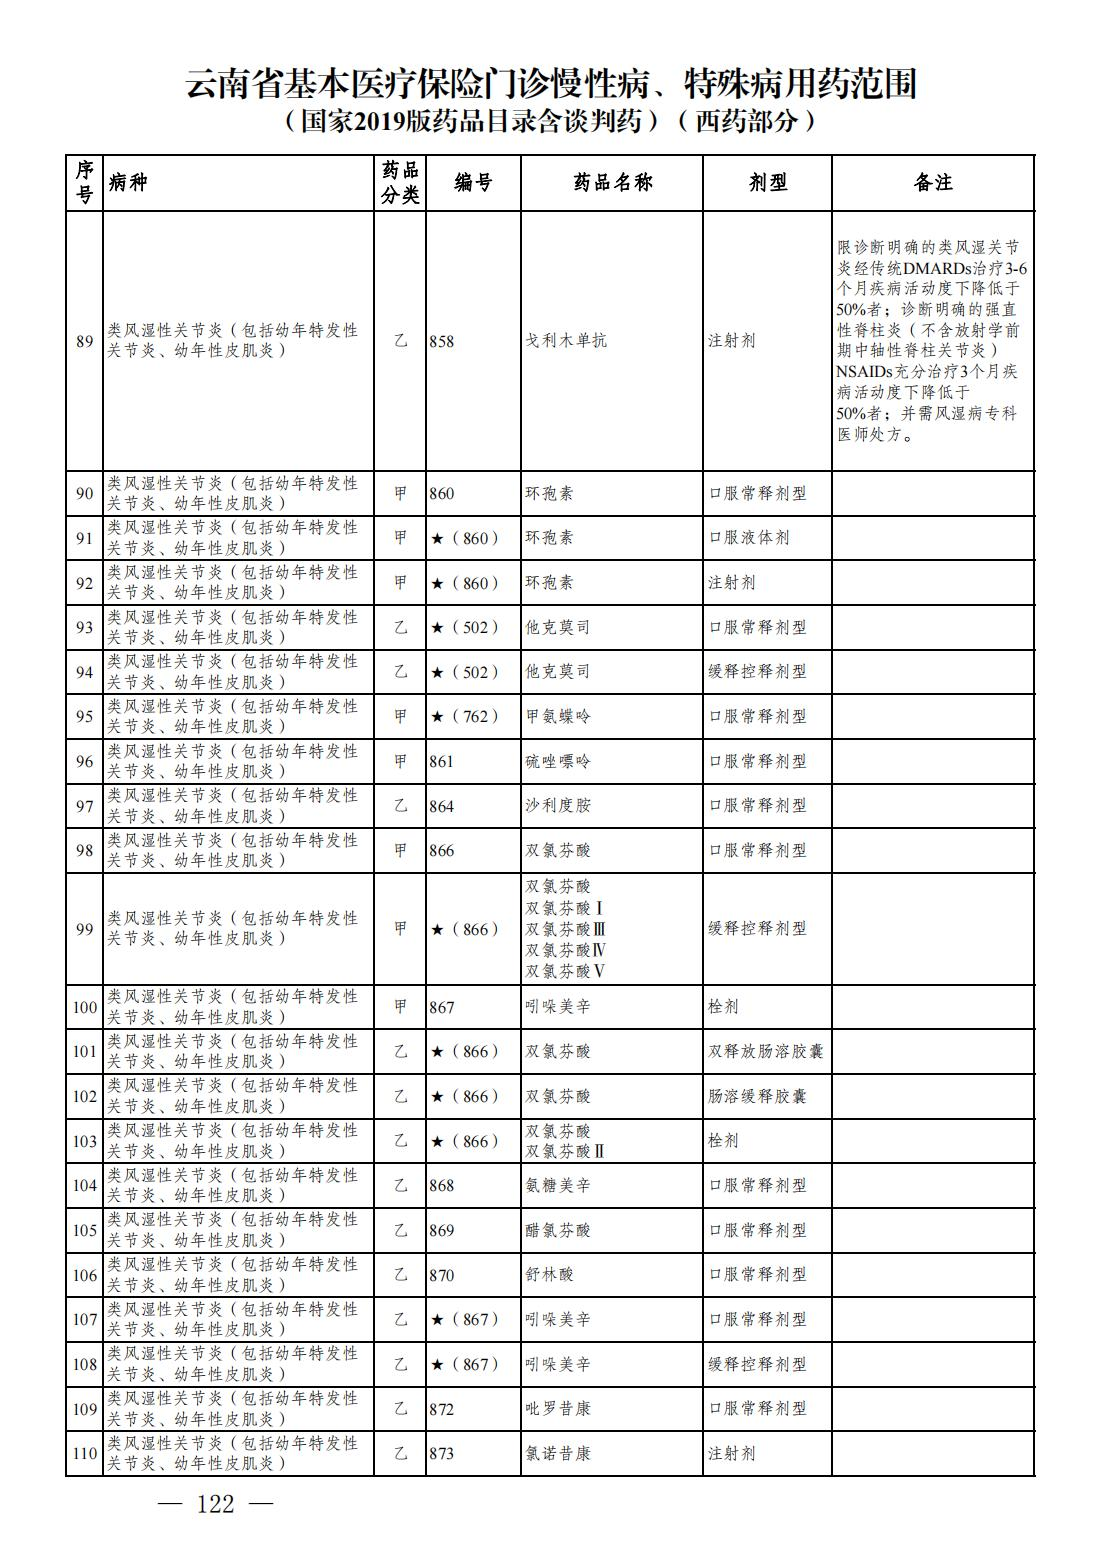 云南省基本医疗保险门诊慢性病、特殊病用药范围
（国家2019版药品目录含谈判药）（西药部分）
序号 病种 药品分类 编号 药品名称 剂型 备注
89 类风湿性关节炎（包括幼年特发性关节炎、幼年性皮肌炎） 乙 858 戈利木单抗 注射剂
限诊断明确的类风湿关节
炎经传统DMARDs治疗3-6
个月疾病活动度下降低于
50%者；诊断明确的强直
性脊柱炎（不含放射学前
期中轴性脊柱关节炎）
NSAIDs充分治疗3个月疾
病活动度下降低于
50%者；并需风湿病专科
医师处方。
90 类风湿性关节炎（包括幼年特发性关节炎、幼年性皮肌炎） 甲 860 环孢素 口服常释剂型
91 类风湿性关节炎（包括幼年特发性关节炎、幼年性皮肌炎） 甲 ★（860） 环孢素 口服液体剂
92 类风湿性关节炎（包括幼年特发性关节炎、幼年性皮肌炎） 甲 ★（860） 环孢素 注射剂
93 类风湿性关节炎（包括幼年特发性关节炎、幼年性皮肌炎） 乙 ★（502） 他克莫司 口服常释剂型
94 类风湿性关节炎（包括幼年特发性关节炎、幼年性皮肌炎） 乙 ★（502） 他克莫司 缓释控释剂型
95 类风湿性关节炎（包括幼年特发性关节炎、幼年性皮肌炎） 甲 ★（762） 甲氨蝶呤 口服常释剂型
96 类风湿性关节炎（包括幼年特发性关节炎、幼年性皮肌炎） 甲 861 硫唑嘌呤 口服常释剂型
97 类风湿性关节炎（包括幼年特发性关节炎、幼年性皮肌炎） 乙 864 沙利度胺 口服常释剂型
98 类风湿性关节炎（包括幼年特发性关节炎、幼年性皮肌炎） 甲 866 双氯芬酸 口服常释剂型
99 类风湿性关节炎（包括幼年特发性关节炎、幼年性皮肌炎） 甲 ★（866） 双氯芬酸 双氯芬酸Ⅰ 双氯芬酸Ⅲ 双氯芬酸Ⅳ 双氯芬酸Ⅴ 缓释控释剂型
100 类风湿性关节炎（包括幼年特发性关节炎、幼年性皮肌炎） 甲 867 吲哚美辛 栓剂
101 类风湿性关节炎（包括幼年特发性关节炎、幼年性皮肌炎） 乙 ★（866） 双氯芬酸 双释放肠溶胶囊
102 类风湿性关节炎（包括幼年特发性关节炎、幼年性皮肌炎） 乙 ★（866） 双氯芬酸 肠溶缓释胶囊
103 类风湿性关节炎（包括幼年特发性关节炎、幼年性皮肌炎） 乙 ★（866） 双氯芬酸 双氯芬酸Ⅱ 栓剂
104 类风湿性关节炎（包括幼年特发性关节炎、幼年性皮肌炎） 乙 868 氨糖美辛 口服常释剂型
105 类风湿性关节炎（包括幼年特发性关节炎、幼年性皮肌炎） 乙 869 醋氯芬酸 口服常释剂型
106 类风湿性关节炎（包括幼年特发性关节炎、幼年性皮肌炎） 乙 870 舒林酸 口服常释剂型
107 类风湿性关节炎（包括幼年特发性关节炎、幼年性皮肌炎） 乙 ★（867） 吲哚美辛 口服常释剂型
108 类风湿性关节炎（包括幼年特发性关节炎、幼年性皮肌炎） 乙 ★（867） 吲哚美辛 缓释控释剂型
109 类风湿性关节炎（包括幼年特发性关节炎、幼年性皮肌炎） 乙 872 吡罗昔康 口服常释剂型
110 类风湿性关节炎（包括幼年特发性关节炎、幼年性皮肌炎） 乙 873 氯诺昔康 注射剂
— 122 —